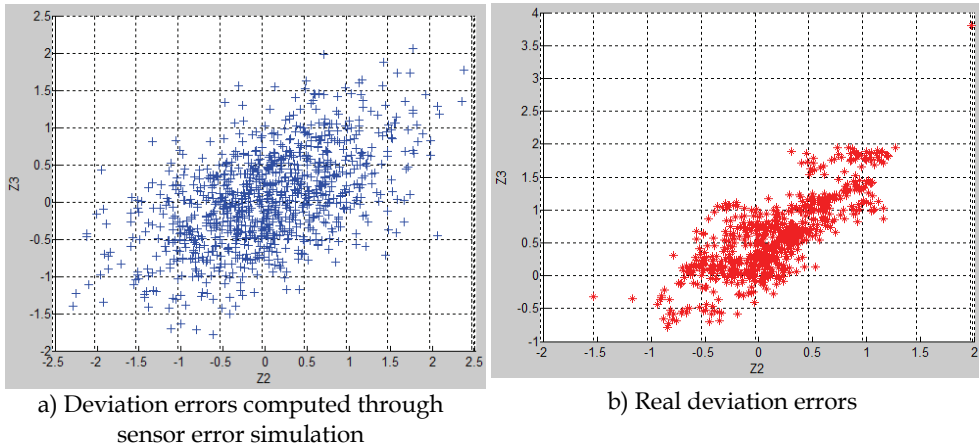 2.5
2
1.5
1
0.5
0
-0.5
-1
-1.5
-2
Z3
-2.5 -2 -1.5 -1 -0.5 0 0.5 1 1.5 2 2.5
Z2
a) Deviation errors computed through
sensor error simulation
4
3.5
3
2.5
2
1.5
1
0.5
0
-0.5
-1
Z3
-2 -1.5 -1 -0.5 0 0.5 1 1.5 2
Z2
b) Real deviation errors